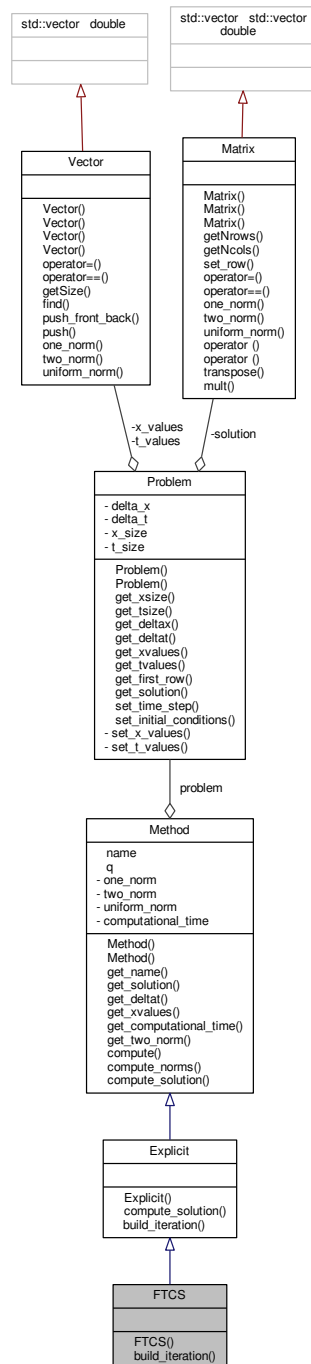 std::vector double
std::vector std::vector
double
Vector
Vector()
Vector()
Vector()
Vector()
operator=()
operator==()
getSize()
find()
push_front_back()
push()
one_norm()
two_norm()
uniform_norm()
Matrix
Matrix()
Matrix()
Matrix()
getNrows()
getNcols()
set_row()
operator=()
operator==()
one_norm()
two_norm()
uniform_norm()
operator ()
operator ()
transpose()
mult()
-x_values
-t_values
-solution
Problem
- delta_x
- delta_t
- x_size
- t_size
Problem()
Problem()
get_xsize()
get_tsize()
get_deltax()
get_deltat()
get_xvalues()
get_tvalues()
get_first_row()
get_solution()
set_time_step()
set_initial_conditions()
- set_x_values()
- set_t_values()
problem
Method
name
q
- one_norm
- two_norm
- uniform_norm
- computational_time
Method()
Method()
get_name()
get_solution()
get_deltat()
get_xvalues()
get_computational_time()
get_two_norm()
compute()
compute_norms()
compute_solution()
Explicit
Explicit()
compute_solution()
build_iteration()
FTCS
FTCS()
build_iteration()